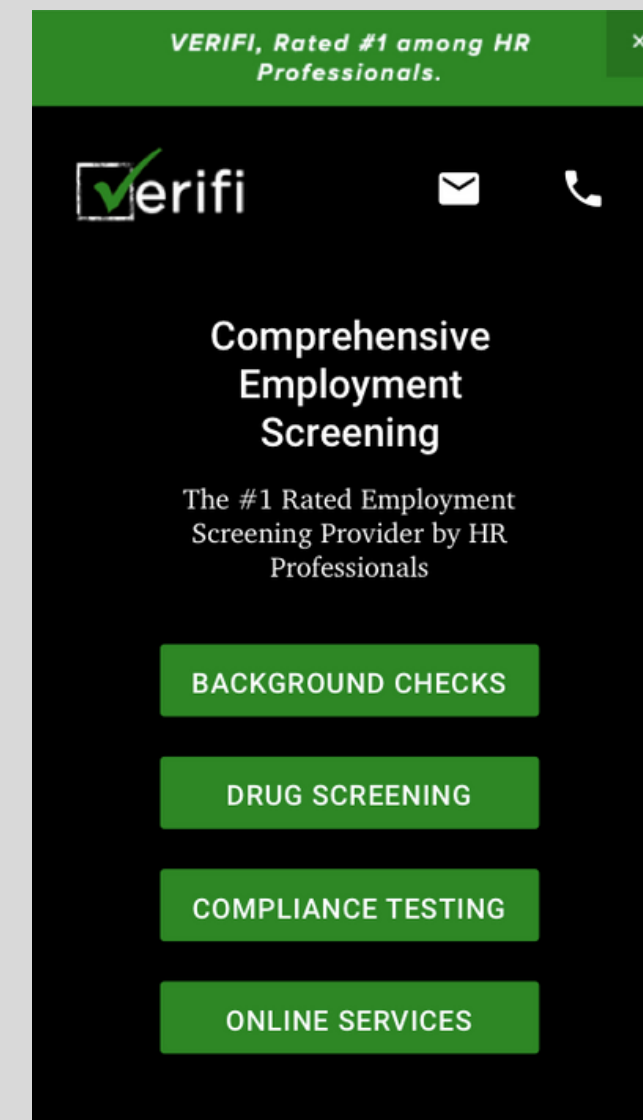 VERIFI, Rated #1 among HR
Professionals.
×
Verifi
Comprehensive
Employment
Screening
The #1 Rated Employment
Screening Provider by HR
Professionals
BACKGROUND CHECKS
DRUG SCREENING
COMPLIANCE TESTING
ONLINE SERVICES